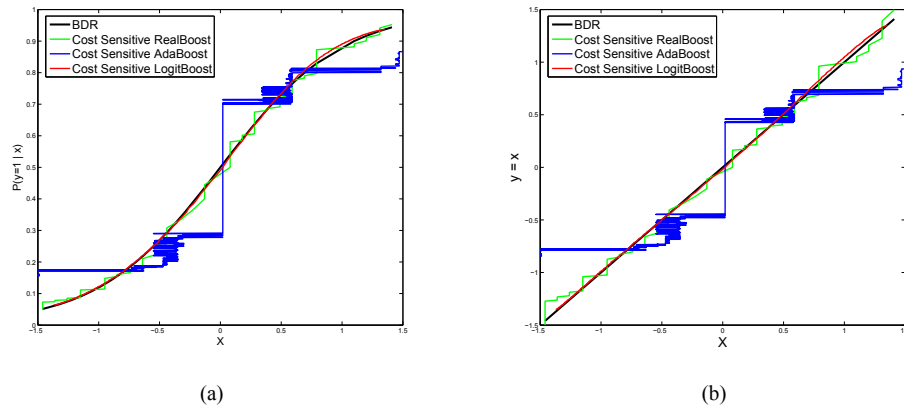 BDR
Cost Sensitive RealBoost
Cost Sensitive AdaBoost
Cost Sensitive LogitBoost
1
0.9
0.8
0.7
0.6
0.5
0.4
0.3
0.2
0.1
0
P(y=1 | x)
-1.5 -1 -0.5 0 0.5 1 1.5
X
(a)
BDR
Cost Sensitive RealBoost
Cost Sensitive AdaBoost
Cost Sensitive LogitBoost
1.5
1
0.5
0
-0.5
-1
-1.5
y = x
-1.5 -1 -0.5 0 0.5 1 1.5
X
(b)